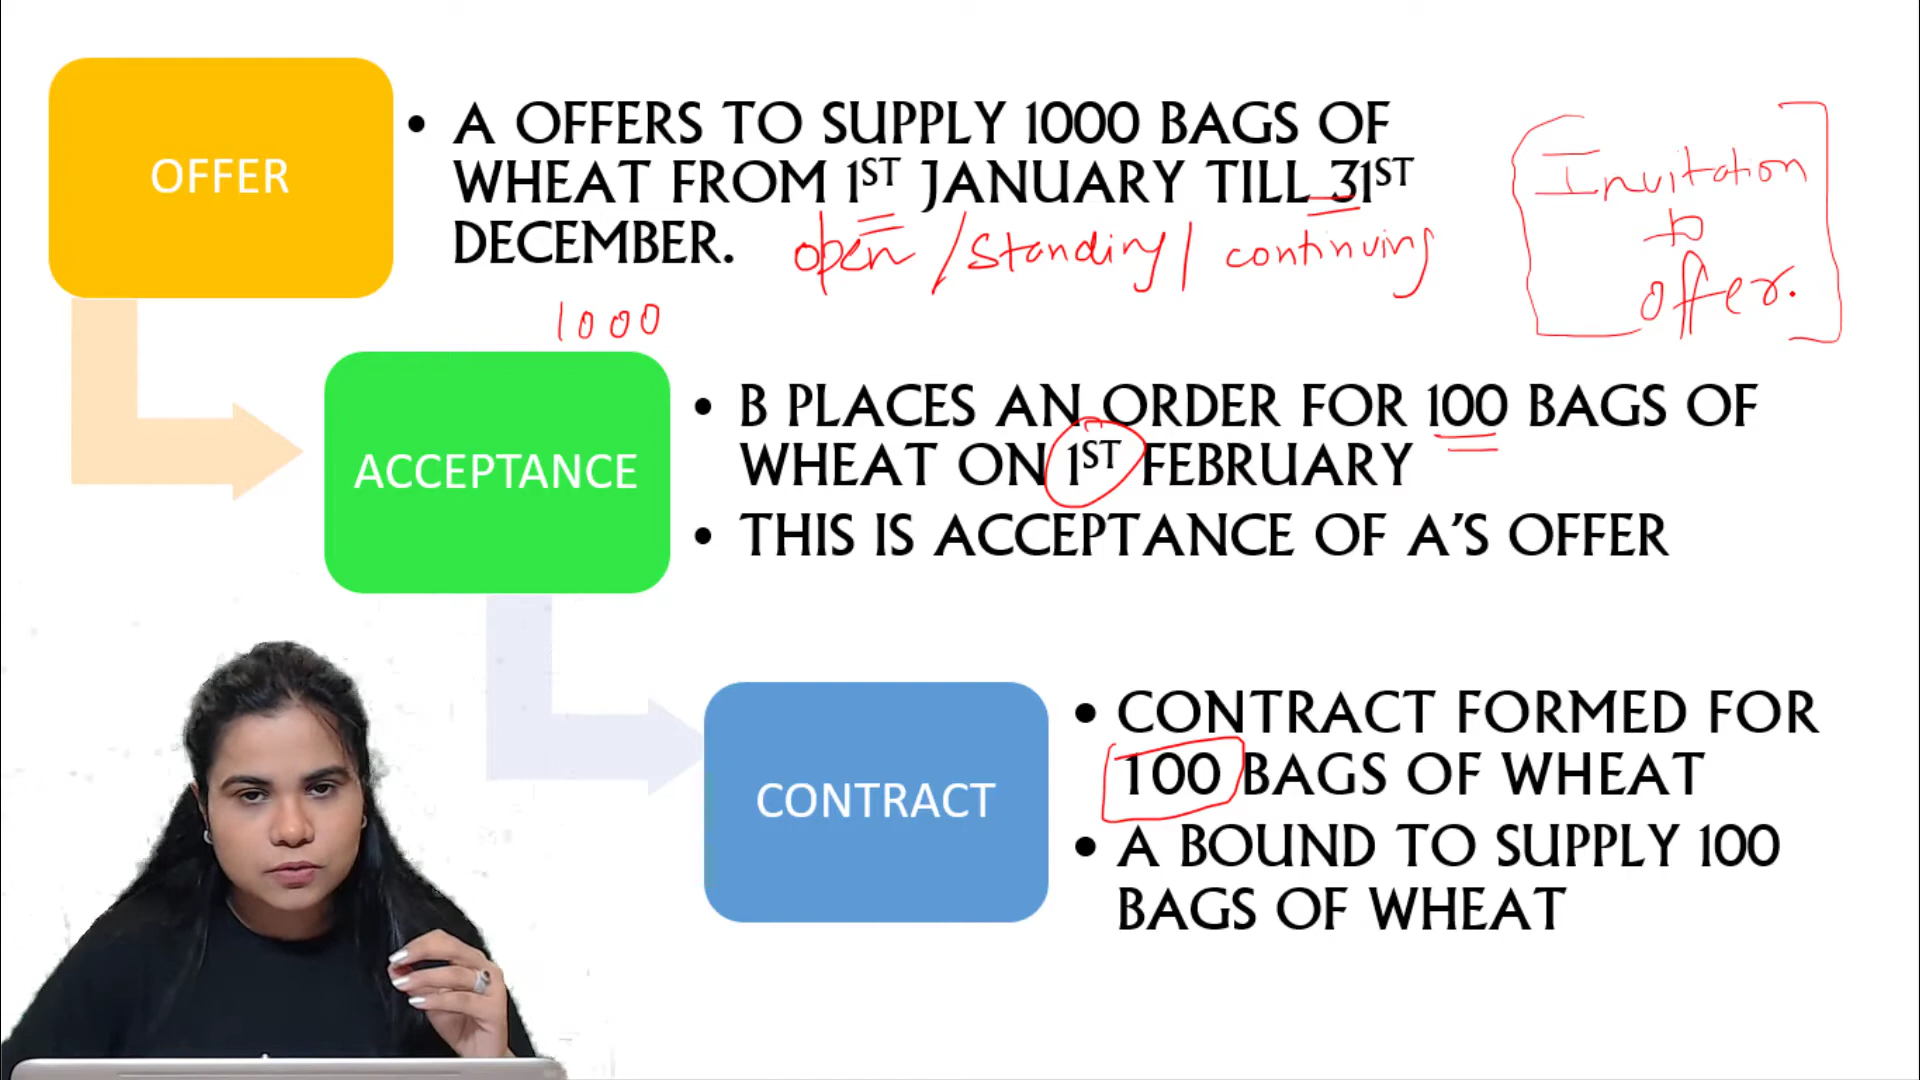 OFFER
• A OFFERS TO SUPPLY 1000 BAGS OF
WHEAT FROM 1ST JANUARY TILL 31ST
DECEMBER.
open / standing / continuing
Invitation
to
offer.
1000
ACCEPTANCE
• B PLACES AN ORDER FOR 100 BAGS OF
WHEAT ON 1ST FEBRUARY
• THIS IS ACCEPTANCE OF A’S OFFER
CONTRACT
• CONTRACT FORMED FOR
100 BAGS OF WHEAT
• A BOUND TO SUPPLY 100
BAGS OF WHEAT